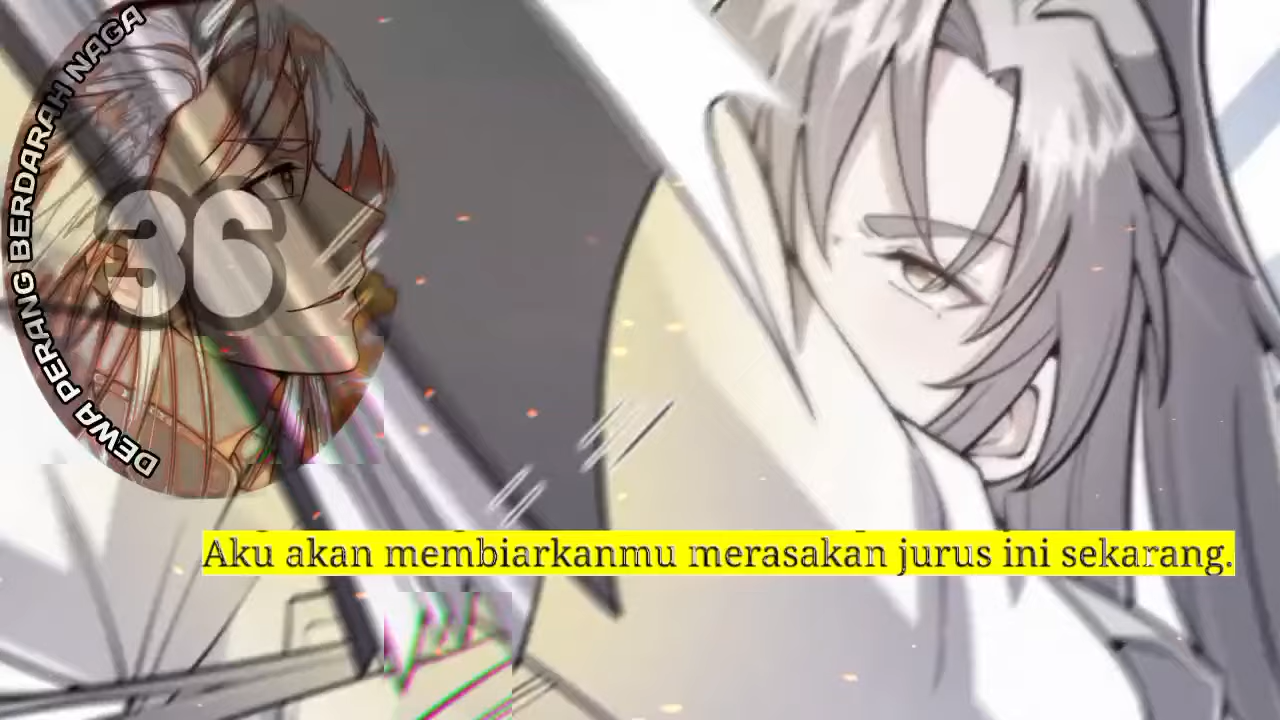 DEWA PERANG BERDARAH NAGA
36
Aku akan membiarkanmu merasakan jurus ini sekarang.